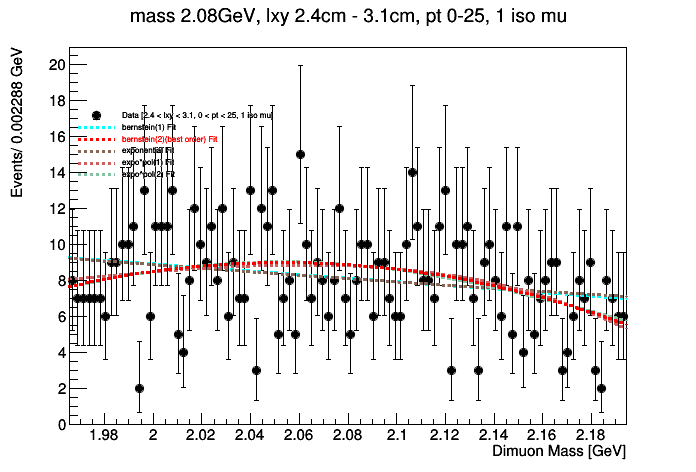 mass 2.08GeV, lxy 2.4cm - 3.1cm, pt 0-25, 1 iso mu
Events/ 0.002288 GeV
20
18
16
14
12
10
8
6
4
2
0
Data [2.4 < lxy < 3.1, 0 < pt < 25, 1 iso mu]
bernstein(1) Fit
bernstein(2)(best order) Fit
exponential Fit
expo*pol(1) Fit
expo*pol(2) Fit
1.98 2 2.02 2.04 2.06 2.08 2.1 2.12 2.14 2.16 2.18
Dimuon Mass [GeV]